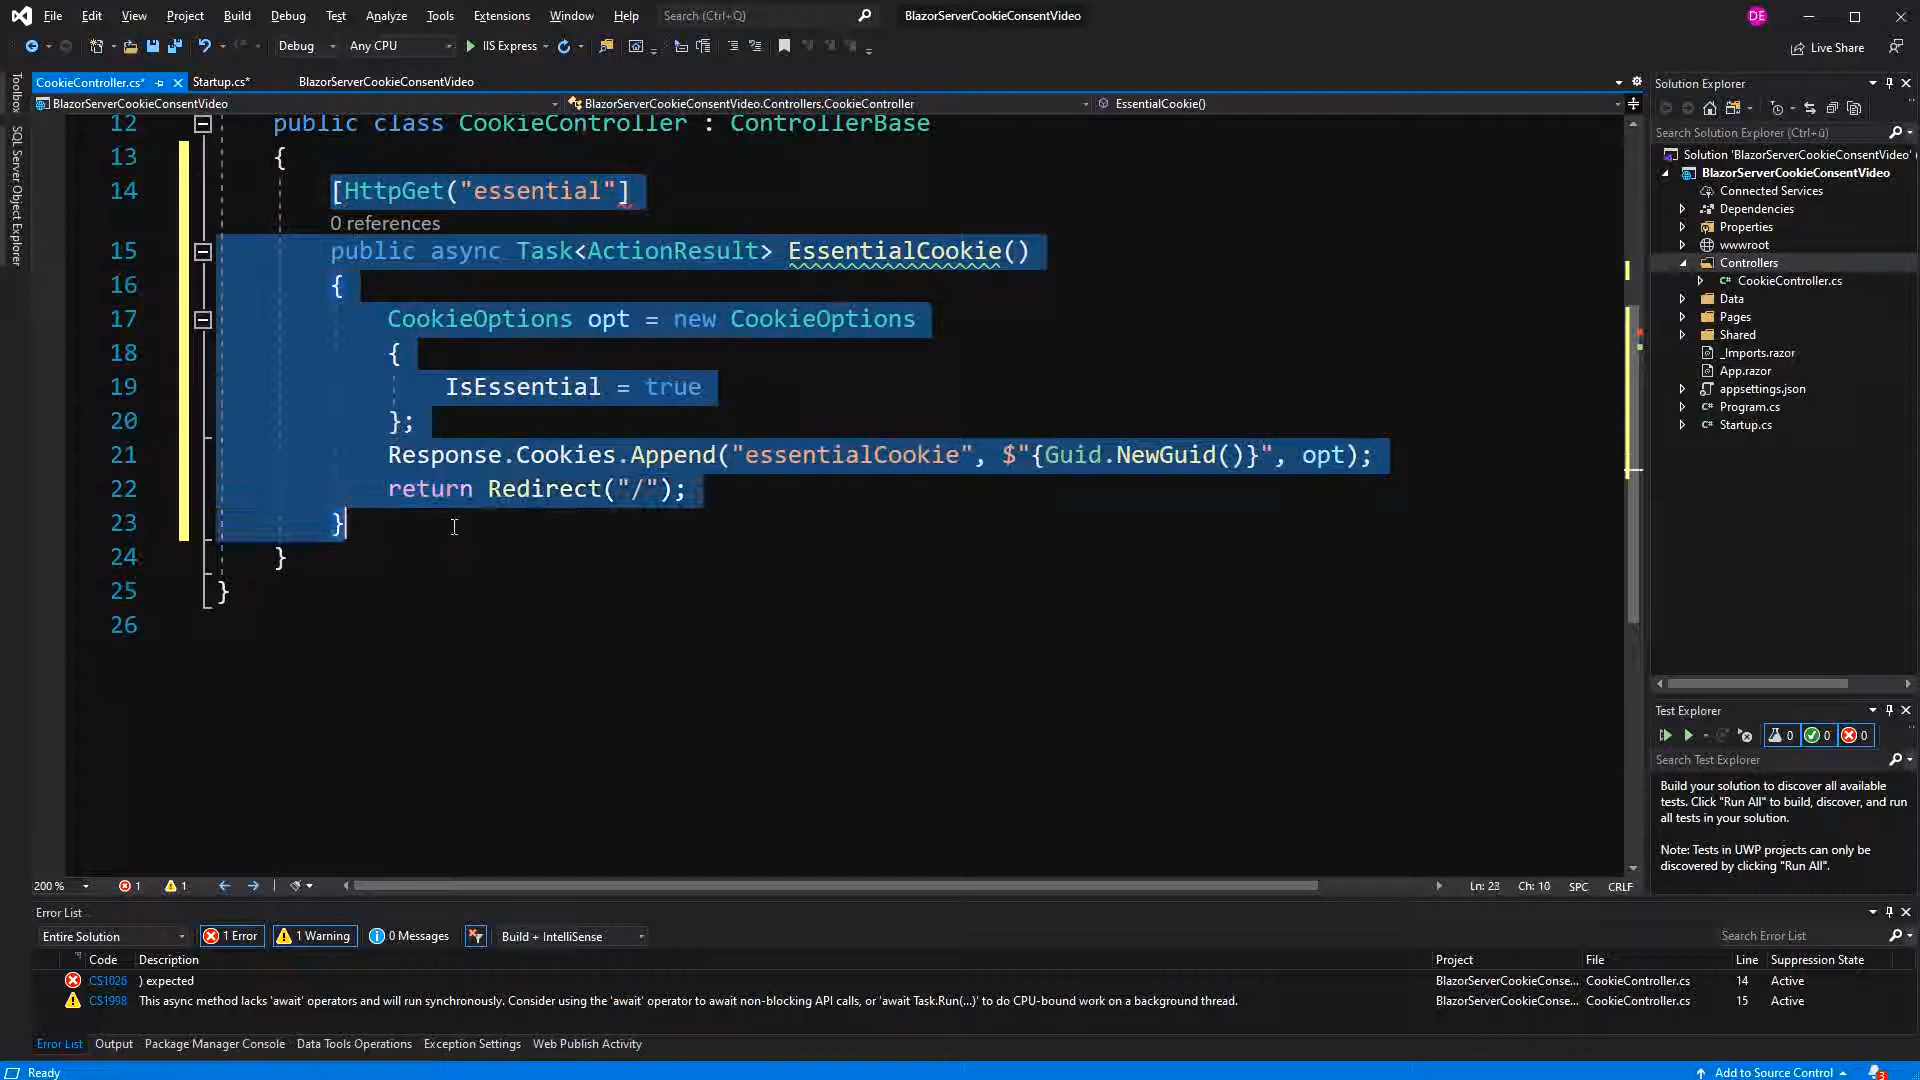 File Edit View Project Build Debug Test Analyze Tools Extensions Window Help Search (Ctrl+Q) BlazorServerCookieConsentVideo DE
Debug Any CPU IIS Express Live Share
CookieController.cs* Startup.cs* BlazorServerCookieConsentVideo
BlazorServerCookieConsentVideo BlazorServerCookieConsentVideo.Controllers.CookieController EssentialCookie()
Toolbox
SQL Server Object Explorer
12 public class CookieController : ControllerBase
13 {
14 [HttpGet("essential"]
0 references
15 public async Task<ActionResult> EssentialCookie()
16 {
17 CookieOptions opt = new CookieOptions
18 {
19 IsEssential = true
20 };
21 Response.Cookies.Append("essentialCookie", $"{Guid.NewGuid()}", opt);
22 return Redirect("/");
23 }
24 }
25 }
26
200 % 1 1 Ln: 23 Ch: 10 SPC CRLF
Solution Explorer
Search Solution Explorer (Ctrl+ü)
Solution 'BlazorServerCookieConsentVideo'
BlazorServerCookieConsentVideo
Connected Services
Dependencies
Properties
wwwroot
Controllers
CookieController.cs
Data
Pages
Shared
_Imports.razor
App.razor
appsettings.json
Program.cs
Startup.cs
Test Explorer
0 0 0
Search Test Explorer
Build your solution to discover all available
tests. Click "Run All" to build, discover, and run
all tests in your solution.
Note: Tests in UWP projects can only be
discovered by clicking "Run All".
Error List
Entire Solution 1 Error 1 Warning 0 Messages Build + IntelliSense Search Error List
Code Description Project File Line Suppression State
CS1026 ) expected BlazorServerCookieConse... CookieController.cs 14 Active
CS1998 This async method lacks 'await' operators and will run synchronously. Consider using the 'await' operator to await non-blocking API calls, or 'await Task.Run(...)' to do CPU-bound work on a background thread. BlazorServerCookieConse... CookieController.cs 15 Active
Error List Output Package Manager Console Data Tools Operations Exception Settings Web Publish Activity
Ready Add to Source Control 3